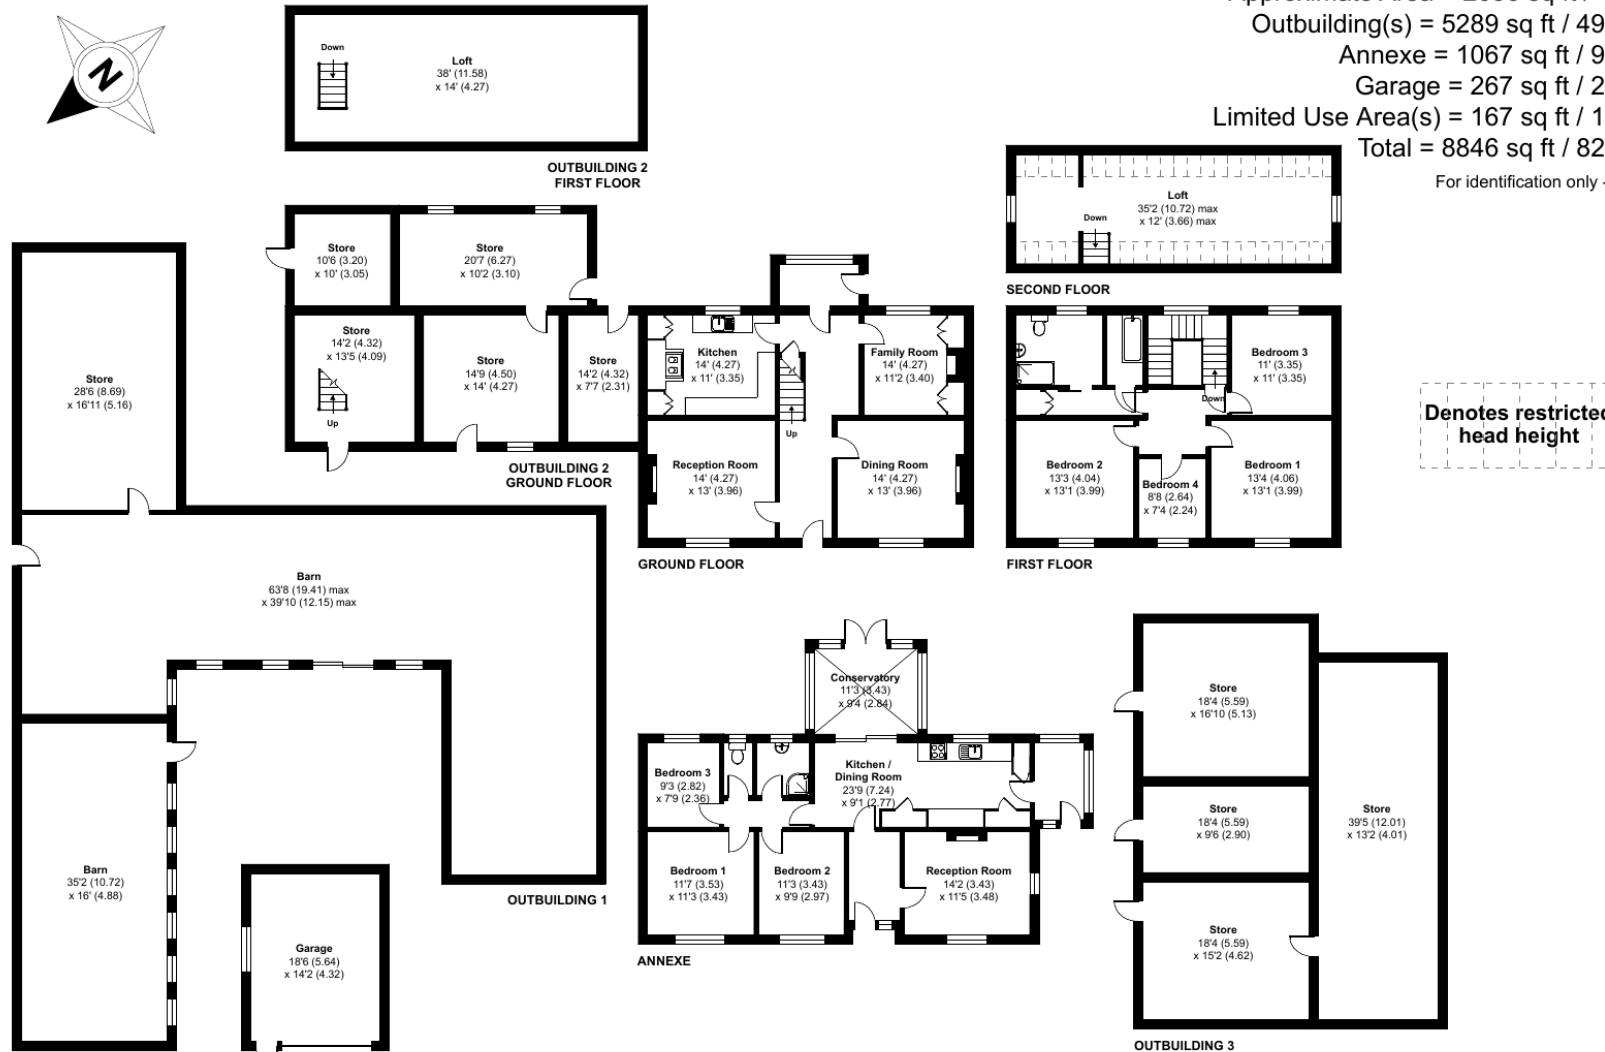 Outbuilding(s) = 5289 sq ft / 49
Annexe = 1067 sq ft / 9
Garage = 267 sq ft / 2
Limited Use Area(s) = 167 sq ft / 1
Total = 8846 sq ft / 82
For identification only -
N
Down
Loft
38' (11.58)
x 14' (4.27)
OUTBUILDING 2
FIRST FLOOR
Loft
35'2 (10.72) max
x 12' (3.66) max
Down
SECOND FLOOR
Store
10'6 (3.20)
x 10' (3.05)
Store
20'7 (6.27)
x 10'2 (3.10)
Store
14'2 (4.32)
x 13'5 (4.09)
Up
Store
14'9 (4.50)
x 14' (4.27)
Store
14'2 (4.32)
x 7'7 (2.31)
OUTBUILDING 2
GROUND FLOOR
Kitchen
14' (4.27)
x 11' (3.35)
Family Room
14' (4.27)
x 11'2 (3.40)
Up
Reception Room
14' (4.27)
x 13' (3.96)
Dining Room
14' (4.27)
x 13' (3.96)
GROUND FLOOR
Bedroom 3
11' (3.35)
x 11' (3.35)
Down
Bedroom 2
13'3 (4.04)
x 13'1 (3.99)
Bedroom 4
8'8 (2.64)
x 7'4 (2.24)
Bedroom 1
13'4 (4.06)
x 13'1 (3.99)
FIRST FLOOR
Denotes restricted
head height
Store
28'6 (8.69)
x 16'11 (5.16)
Barn
63'8 (19.41) max
x 39'10 (12.15) max
Barn
35'2 (10.72)
x 16' (4.88)
OUTBUILDING 1
Garage
18'6 (5.64)
x 14'2 (4.32)
Conservatory
11'3 (3.43)
x 9'4 (2.84)
Bedroom 3
9'3 (2.82)
x 7'9 (2.36)
Kitchen /
Dining Room
23'9 (7.24)
x 9'1 (2.77)
Bedroom 1
11'7 (3.53)
x 11'3 (3.43)
Bedroom 2
11'3 (3.43)
x 9'9 (2.97)
Reception Room
14'2 (3.43)
x 11'5 (3.48)
ANNEXE
Store
18'4 (5.59)
x 16'10 (5.13)
Store
18'4 (5.59)
x 9'6 (2.90)
Store
39'5 (12.01)
x 13'2 (4.01)
Store
18'4 (5.59)
x 15'2 (4.62)
OUTBUILDING 3